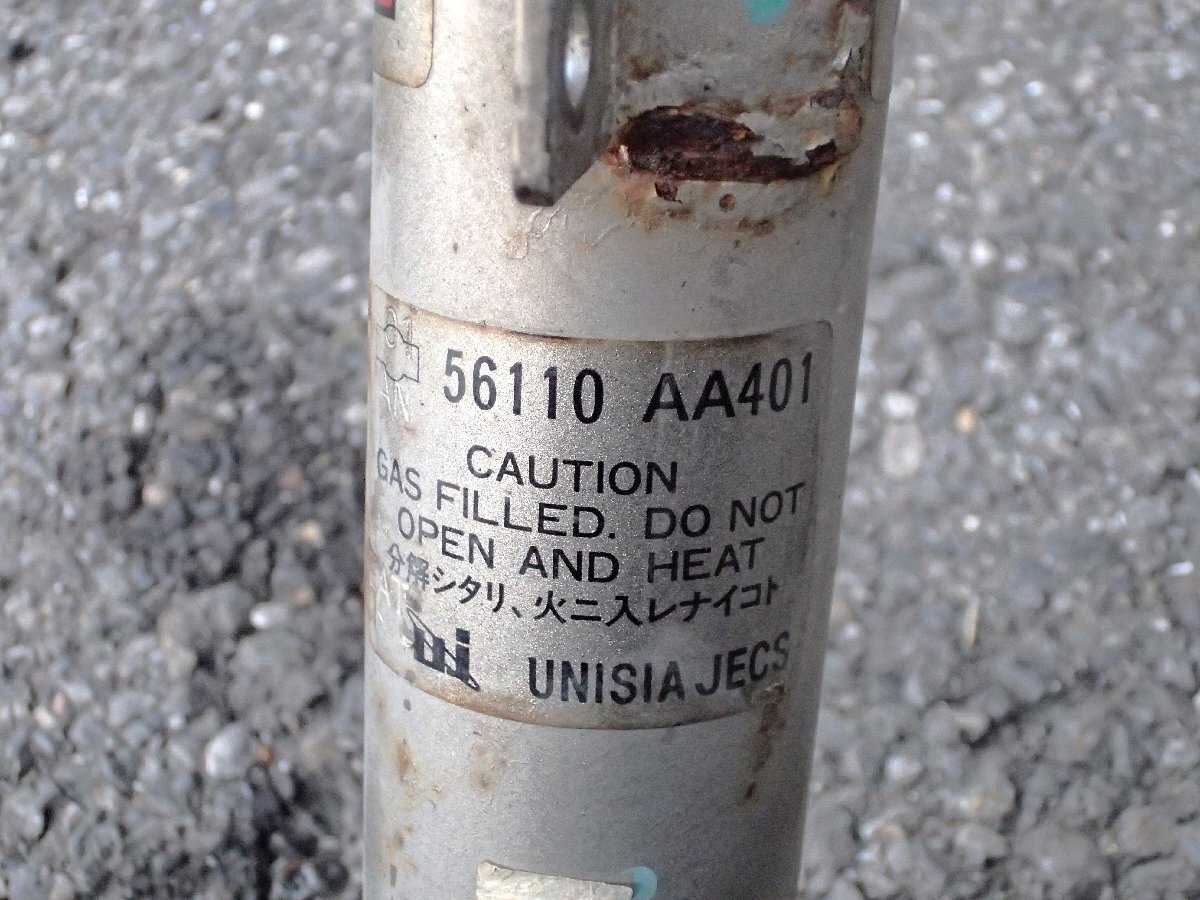 56110 AA401
CAUTION
GAS FILLED. DO NOT
OPEN AND HEAT
分解シタリ、火ニ入レナイコト
UNISIA JECS